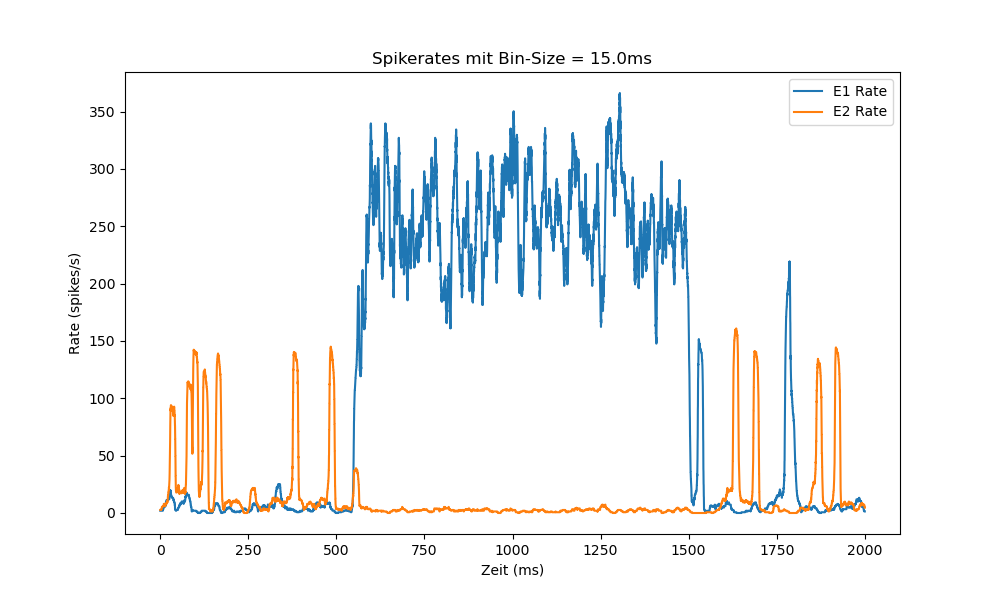 Spikerates mit Bin-Size = 15.0ms
E1 Rate
E2 Rate
350
300
250
200
150
100
50
0
Rate (spikes/s)
0 250 500 750 1000 1250 1500 1750 2000
Zeit (ms)